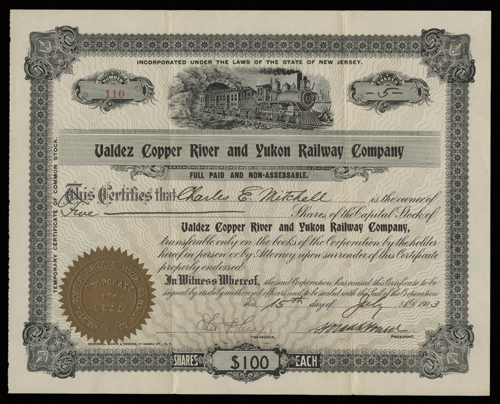 INCORPORATED UNDER THE LAWS OF THE STATE OF NEW JERSEY.
NUMBER
110
SHARES
-5-
Valdez Copper River and Yukon Railway Company
FULL PAID AND NON-ASSESSABLE.
This Certifies that Charles E. Mitchell is the owner of
Five Shares of the Capital Stock of
Valdez Copper River and Yukon Railway Company,
transferable only on the books of the Corporation by the holder
hereof in person or by Attorney upon surrender of this Certificate
properly endorsed.
In Witness Whereof, the said Corporation has caused this Certificate to be
signed by its duly authorized officers and to be sealed with the Seal of the Corporation
this 15th day of July A.D. 1903
TREASURER.
PRESIDENT.
SHARES $100 EACH
TEMPORARY CERTIFICATE OF COMMON STOCK.